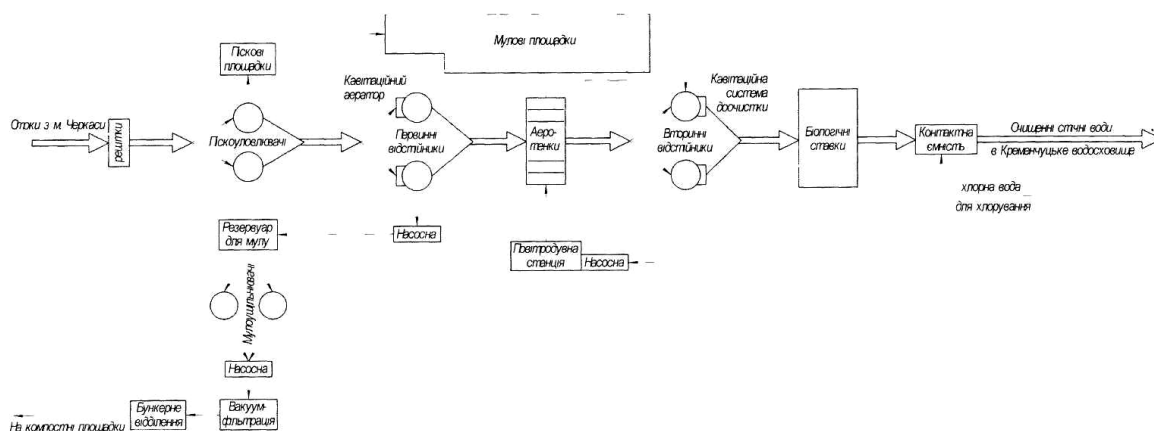 Мулові площадки
Піскові
площадки
Кавітаційний
аератор
Кавітаційна
система
доочистки
Отоки з м. Черкаси
решітки
Піскоуловлювачі
Первинні
відстійники
Аеро-
тенки
Вторинні
відстійники
Біологічні
ставки
Контактна
ємність
Очищенні стічні води
в Кременчуцьке водосховище
хлорна вода
для хлорування
Резервуар
для мулу
Насосна
Повітродувна
станція
Насосна
Мулоущільнювачі
Насосна
Вакуум-
фільтрація
Бункерне
відділення
На компостні площадки